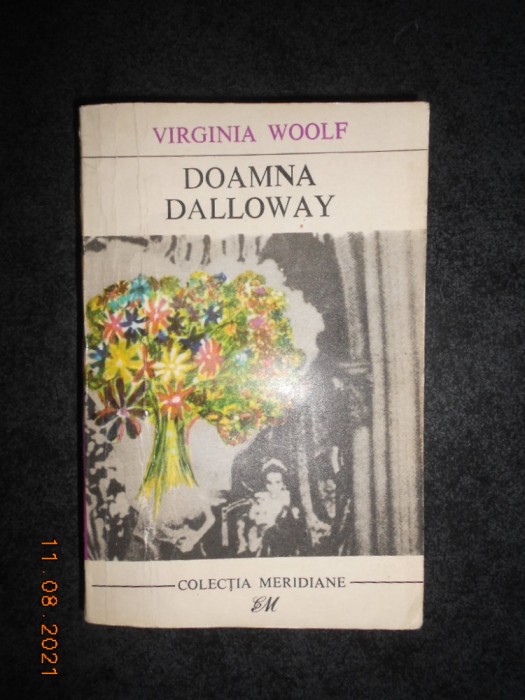 VIRGINIA WOOLF
DOAMNA
DALLOWAY
COLECȚIA MERIDIANE
CM
11.08.2021